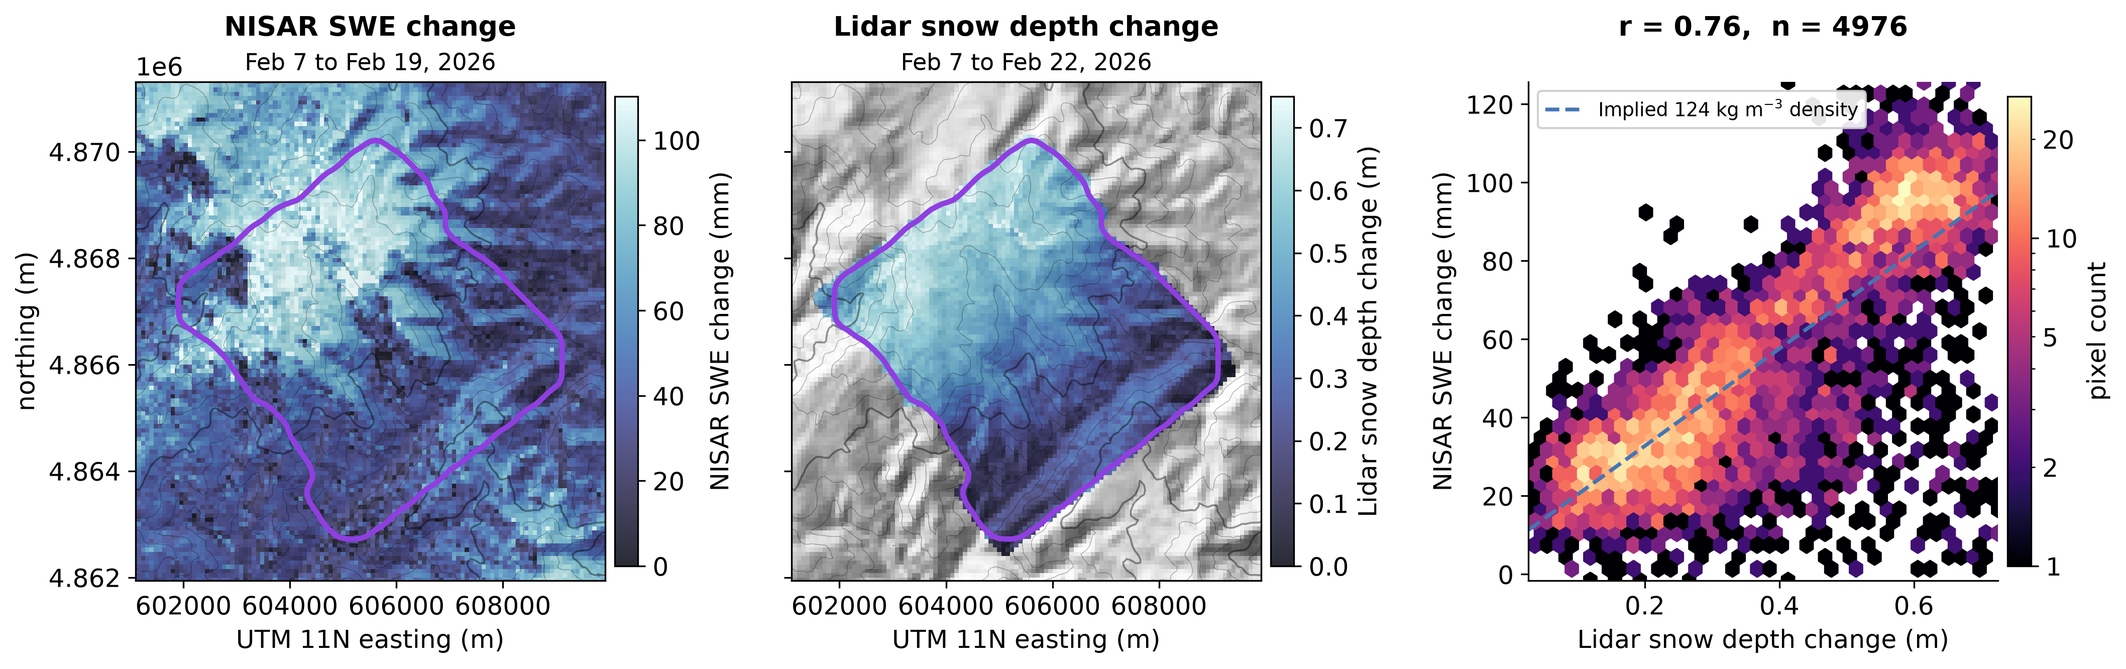 NISAR SWE change
Feb 7 to Feb 19, 2026
1e6
4.870
4.868
4.866
4.864
4.862
northing (m)
602000 604000 606000 608000
UTM 11N easting (m)
100
80
60
40
20
0
NISAR SWE change (mm)
Lidar snow depth change
Feb 7 to Feb 22, 2026
602000 604000 606000 608000
UTM 11N easting (m)
0.7
0.6
0.5
0.4
0.3
0.2
0.1
0.0
Lidar snow depth change (m)
r = 0.76, n = 4976
Implied 124 kg m⁻³ density
120
100
80
60
40
20
0
NISAR SWE change (mm)
0.2 0.4 0.6
Lidar snow depth change (m)
20
10
5
2
1
pixel count